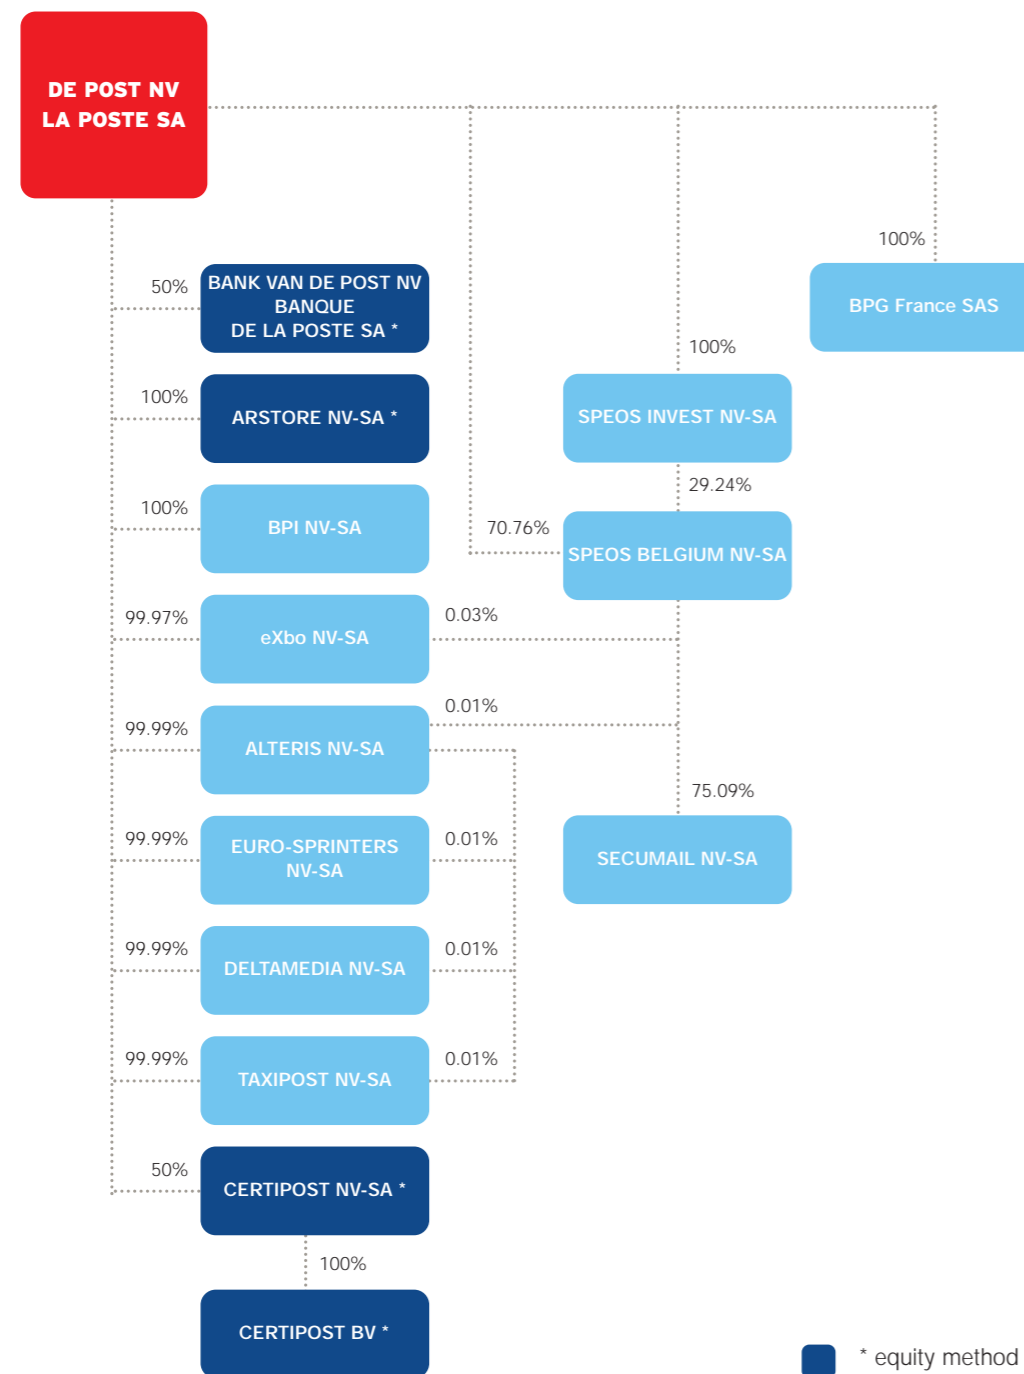 DE POST NV
LA POSTE SA
100%
BPG France SAS
50%
BANK VAN DE POST NV
BANQUE
DE LA POSTE SA *
100%
SPEOS INVEST NV-SA
100%
ARSTORE NV-SA *
29.24%
100%
BPI NV-SA
70.76%
SPEOS BELGIUM NV-SA
99.97%
eXbo NV-SA
0.03%
99.99%
ALTERIS NV-SA
0.01%
75.09%
SECUMAIL NV-SA
99.99%
EURO-SPRINTERS
NV-SA
0.01%
99.99%
DELTAMEDIA NV-SA
0.01%
99.99%
TAXIPOST NV-SA
0.01%
50%
CERTIPOST NV-SA *
100%
CERTIPOST BV *
* equity method